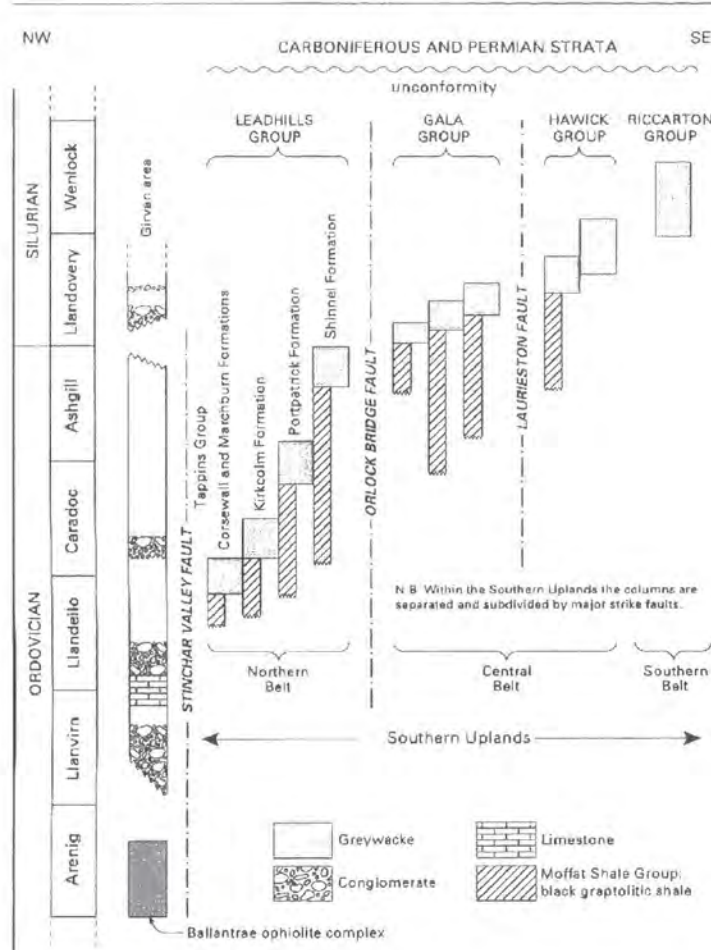 NW
SE
CARBONIFEROUS AND PERMIAN STRATA
unconformity
LEADHILLS
GROUP
GALA
GROUP
HAWICK
GROUP
RICCARTON
GROUP
SILURIAN
ORDOVICIAN
Wenlock
Llandovery
Ashgill
Caradoc
Llandeilo
Llanvirn
Arenig
Girvan area
STINCHAR VALLEY FAULT
Tappins Group
Corsewall and Marchburn Formations
Kirkcolm Formation
Portpatrick Formation
Shinnel Formation
ORLOCK BRIDGE FAULT
LAURIESTON FAULT
N.B. Within the Southern Uplands the columns are
separated and subdivided by major strike faults.
Northern
Belt
Central
Belt
Southern
Belt
Southern Uplands
Greywacke
Limestone
Conglomerate
Moffat Shale Group:
black graptolitic shale
Ballantrae ophiolite complex